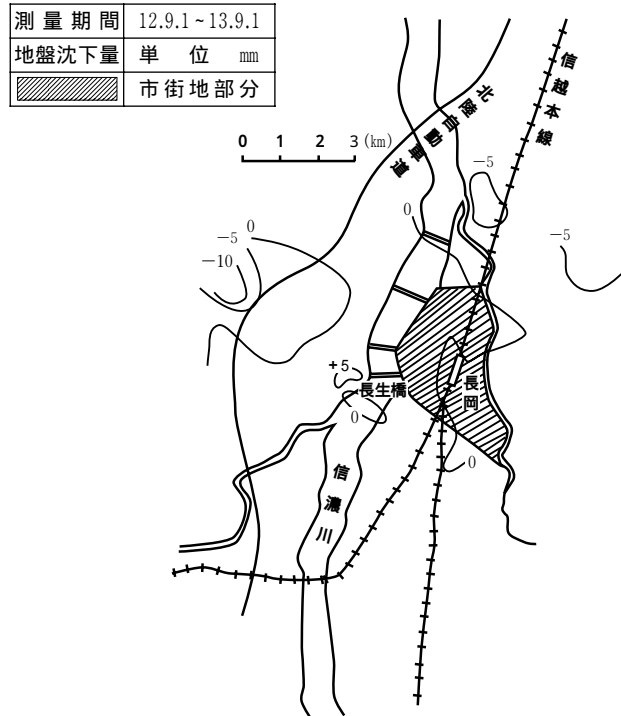 測量期間 12.9.1~13.9.1
地盤沈下量 単位 mm
市街地部分
信越本線
北陸自動車道
0 1 2 3 (km)
-5
0
0
-5
-5
-10
+5
長生橋
長岡
0
0
信濃川